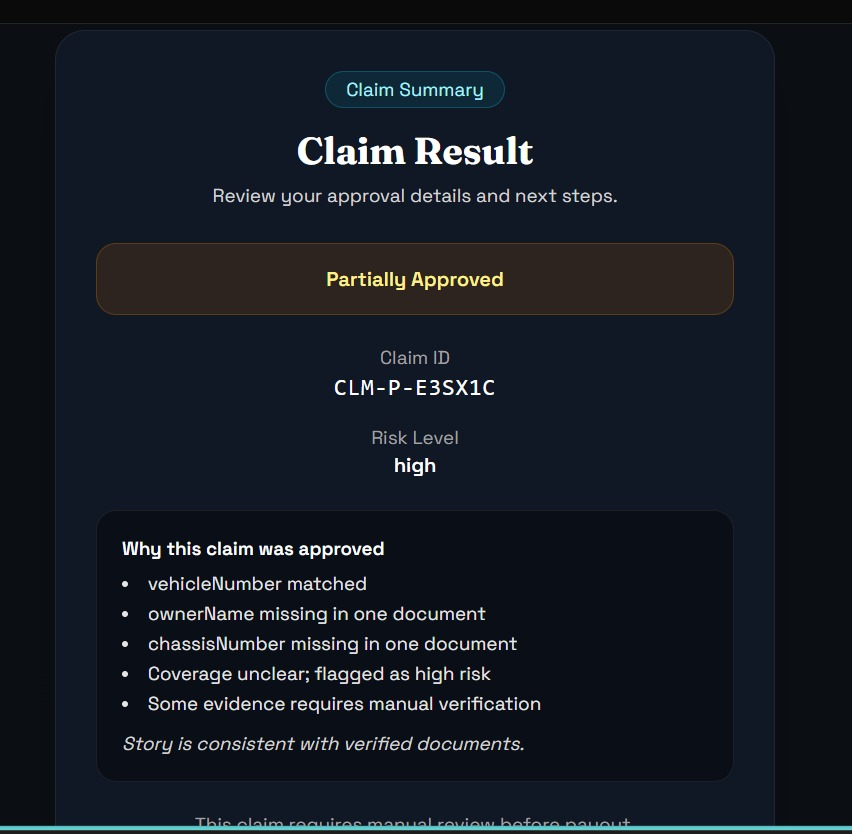 Claim Summary
Claim Result
Review your approval details and next steps.
Partially Approved
Claim ID
CLM-P-E3SX1C
Risk Level
high
Why this claim was approved
• vehicleNumber matched
• ownerName missing in one document
• chassisNumber missing in one document
• Coverage unclear; flagged as high risk
• Some evidence requires manual verification
Story is consistent with verified documents.
This claim requires manual review before payout.